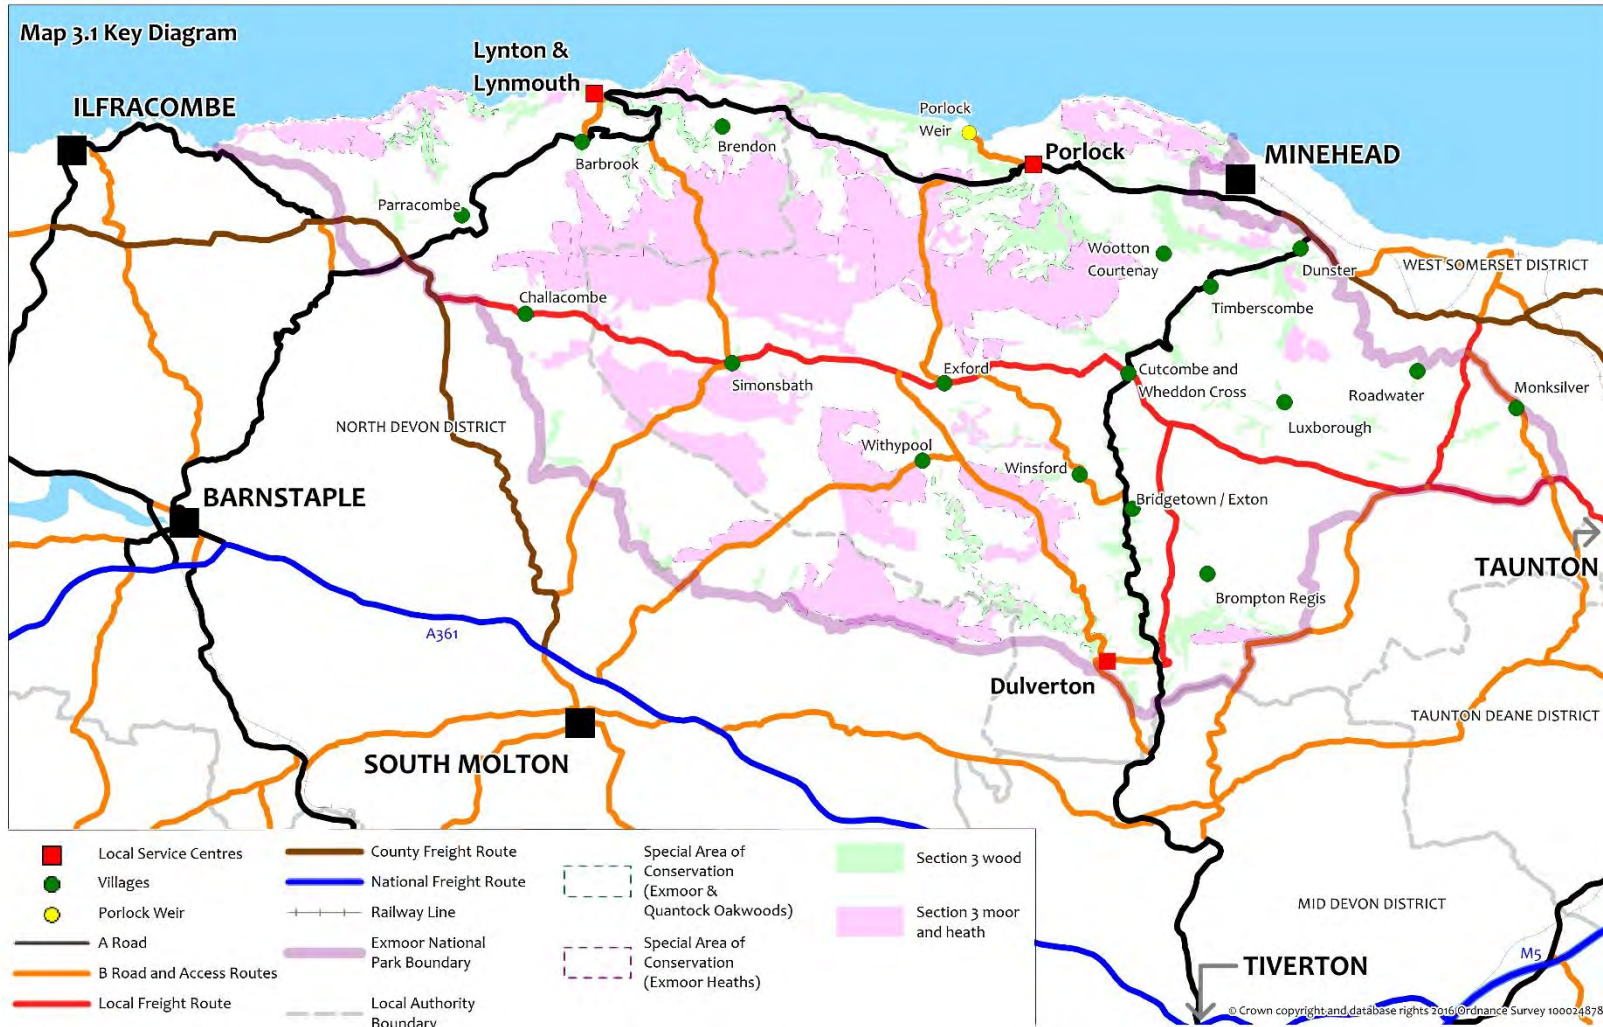 Map 3.1 Key Diagram
Lynton &
Lynmouth
ILFRACOMBE
Porlock
Weir
Brendon
Barbrook
Porlock
MINEHEAD
Parracombe
Wootton
Courtenay
Dunster
WEST SOMERSET DISTRICT
Challacombe
Timberscombe
Simonsbath
Exford
Cutcombe and
Wheddon Cross
Roadwater
Monksilver
Luxborough
NORTH DEVON DISTRICT
Withypool
Winsford
BARNSTAPLE
Bridgetown / Exton
TAUNTON
Brompton Regis
A361
Dulverton
TAUNTON DEANE DISTRICT
SOUTH MOLTON
MID DEVON DISTRICT
M5
TIVERTON
© Crown copyright and database rights 2016 Ordnance Survey 100024878
Local Service Centres
Villages
Porlock Weir
A Road
B Road and Access Routes
Local Freight Route
County Freight Route
National Freight Route
Railway Line
Exmoor National
Park Boundary
Local Authority
Boundary
Special Area of
Conservation
(Exmoor &
Quantock Oakwoods)
Special Area of
Conservation
(Exmoor Heaths)
Section 3 wood
Section 3 moor
and heath